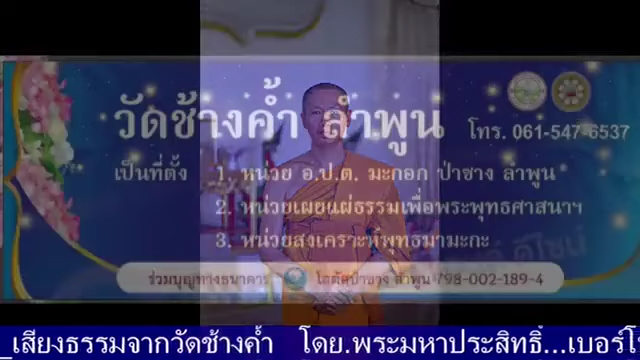 วัดช้างค้ำ ลำพูน
โทร. 061-547-6537
เป็นที่ตั้ง 1. หน่วย อ.ป.ต. มะกอก ป่าซาง ลำพูน*
2. หน่วยเผยแผ่ธรรมเพื่อพระพุทธศาสนาฯ
3. หน่วยสงเคราะห์พุทธมามะกะ
ร่วมบุญทางธนาคาร โลตัสป่าซาง ลำพูน 798-002-189-4
_เสียงธรรมจากวัดช้างค้ำ โดย.พระมหาประสิทธิ์...เบอร์โ